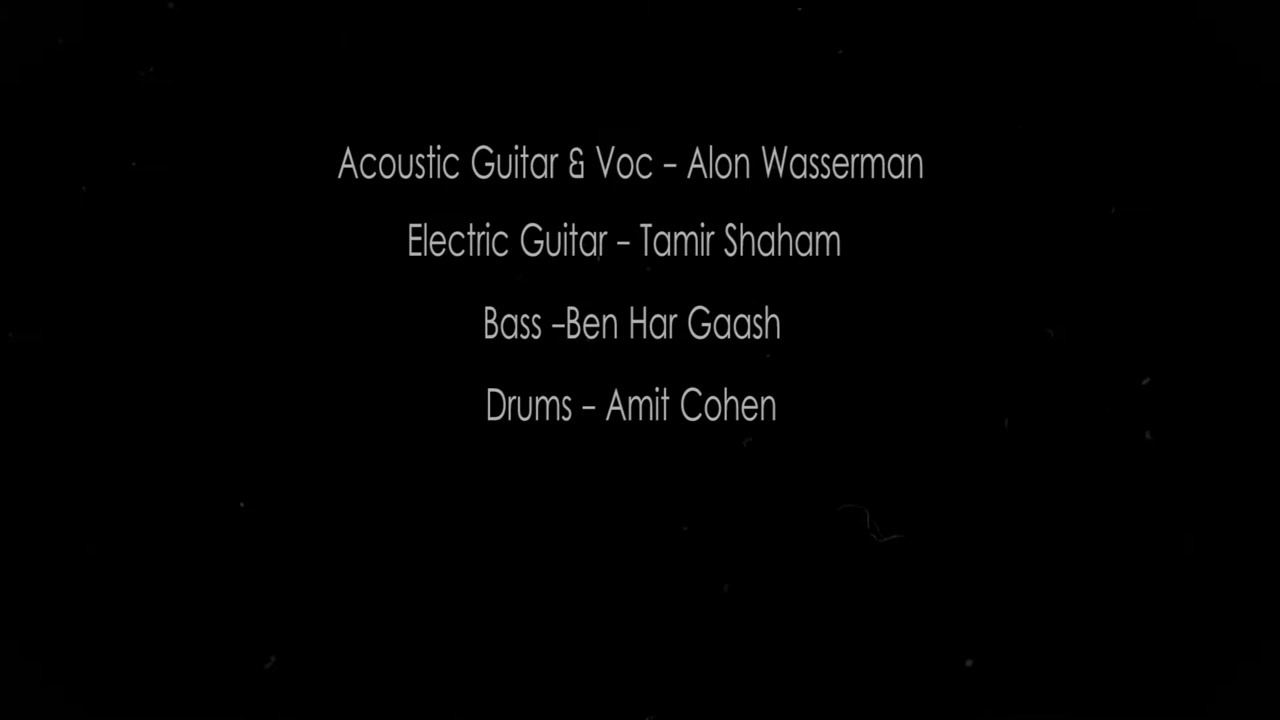 Acoustic Guitar & Voc – Alon Wasserman
Electric Guitar – Tamir Shaham
Bass –Ben Har Gaash
Drums – Amit Cohen